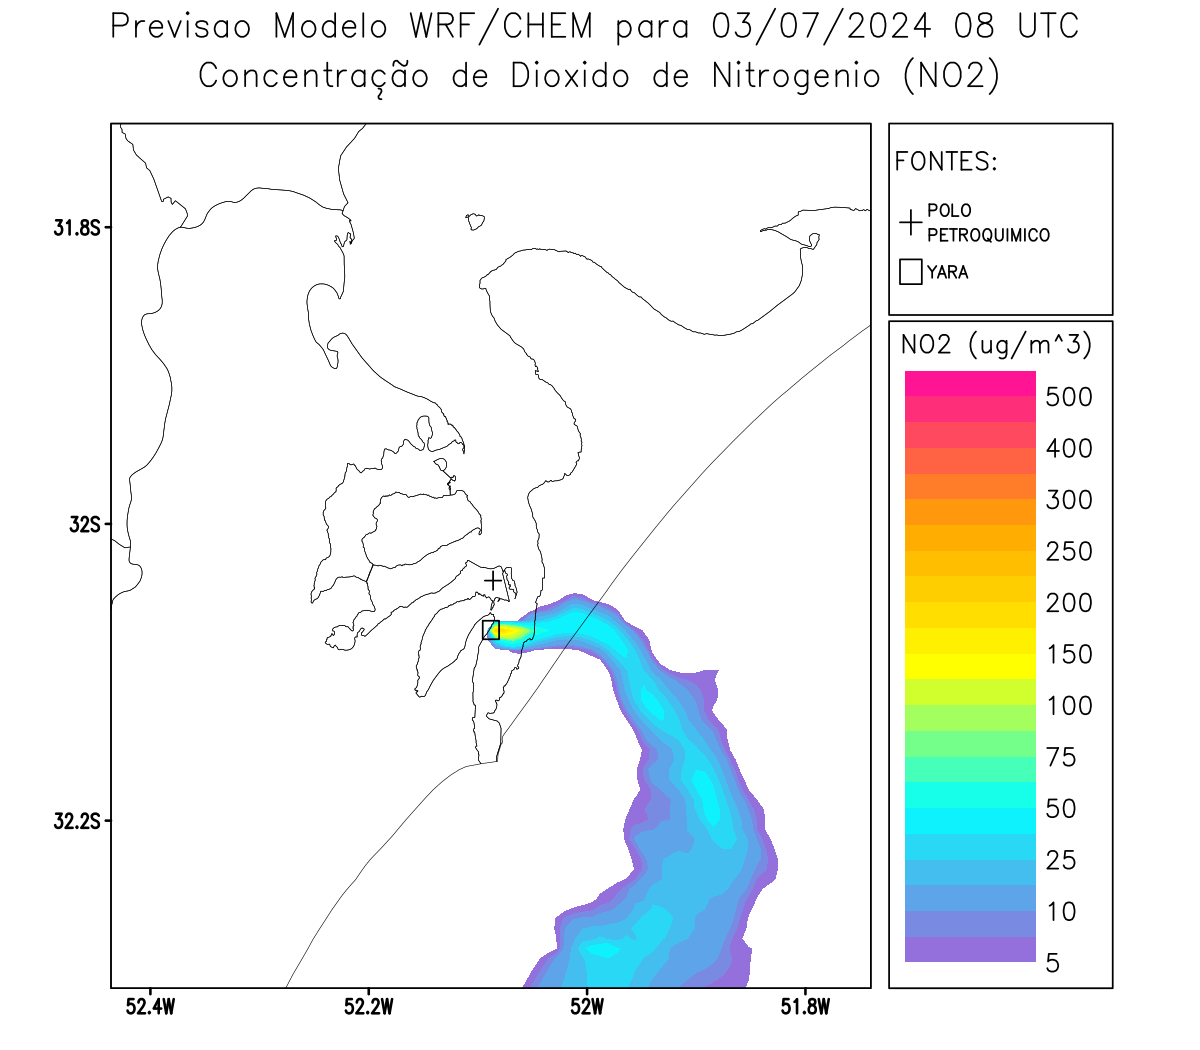 Previsao Modelo WRF/CHEM para 03/07/2024 08 UTC
Concentração de Dioxido de Nitrogenio (NO2)
FONTES:
POLO
PETROQUIMICO
YARA
NO2 (ug/m^3)
500
400
300
250
200
150
100
75
50
25
10
5
31.8S
32S
32.2S
52.4W
52.2W
52W
51.8W